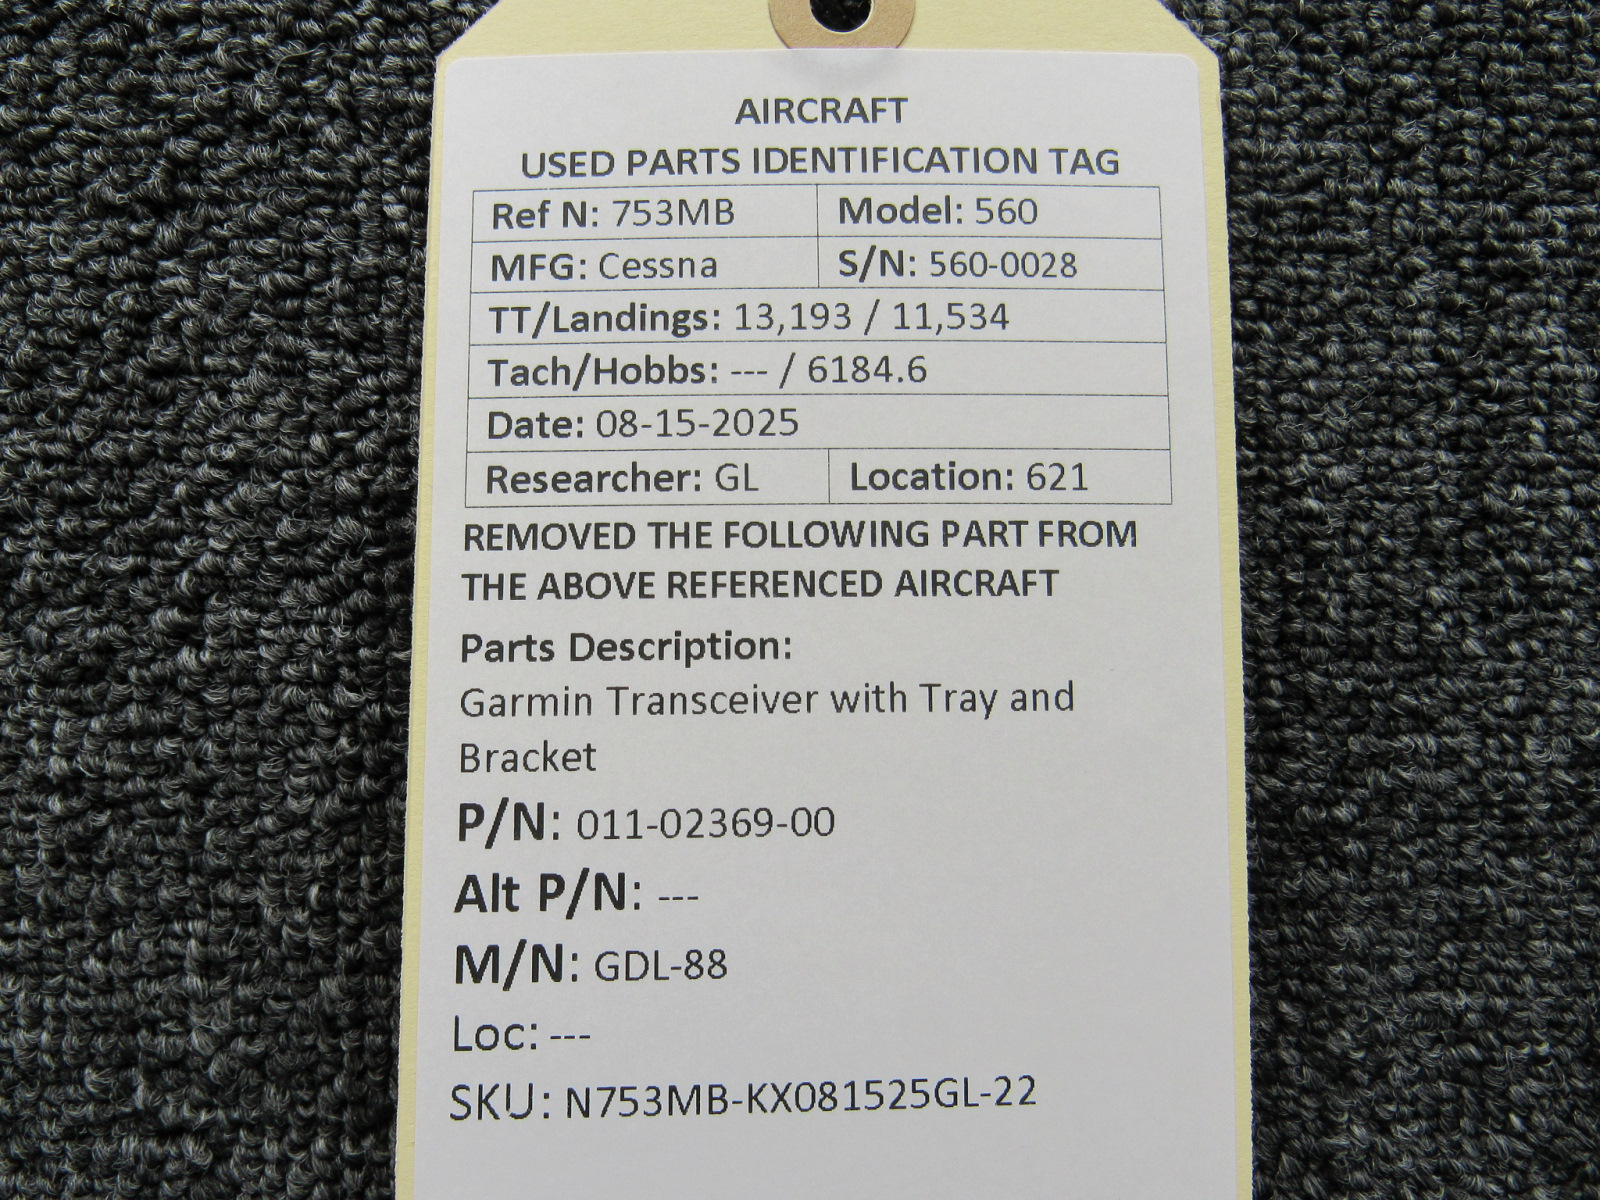 AIRCRAFT
USED PARTS IDENTIFICATION TAG
Ref N: 753MB Model: 560
MFG: Cessna S/N: 560-0028
TT/Landings: 13,193 / 11,534
Tach/Hobbs: --- / 6184.6
Date: 08-15-2025
Researcher: GL Location: 621
REMOVED THE FOLLOWING PART FROM
THE ABOVE REFERENCED AIRCRAFT
Parts Description:
Garmin Transceiver with Tray and
Bracket
P/N: 011-02369-00
Alt P/N: ---
M/N: GDL-88
Loc: ---
SKU: N753MB-KX081525GL-22